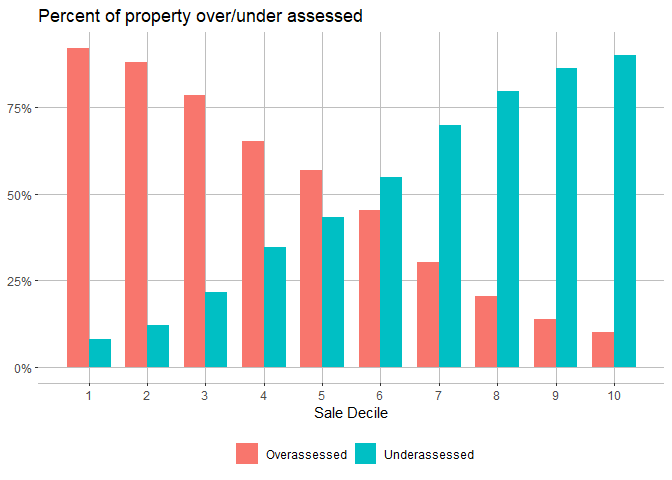 Percent of property over/under assessed
75%
50%
25%
0%
1 2 3 4 5 6 7 8 9 10
Sale Decile
Overassessed Underassessed